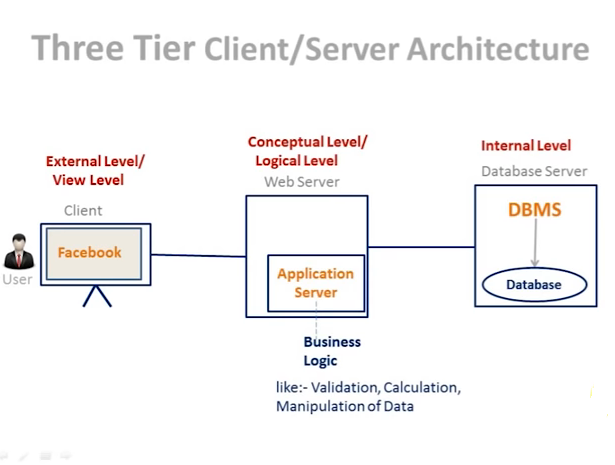 Three Tier Client/Server Architecture
External Level/
View Level
Client
Facebook
User
Conceptual Level/
Logical Level
Web Server
Application
Server
Business
Logic
like:- Validation, Calculation,
Manipulation of Data
Internal Level
Database Server
DBMS
Database